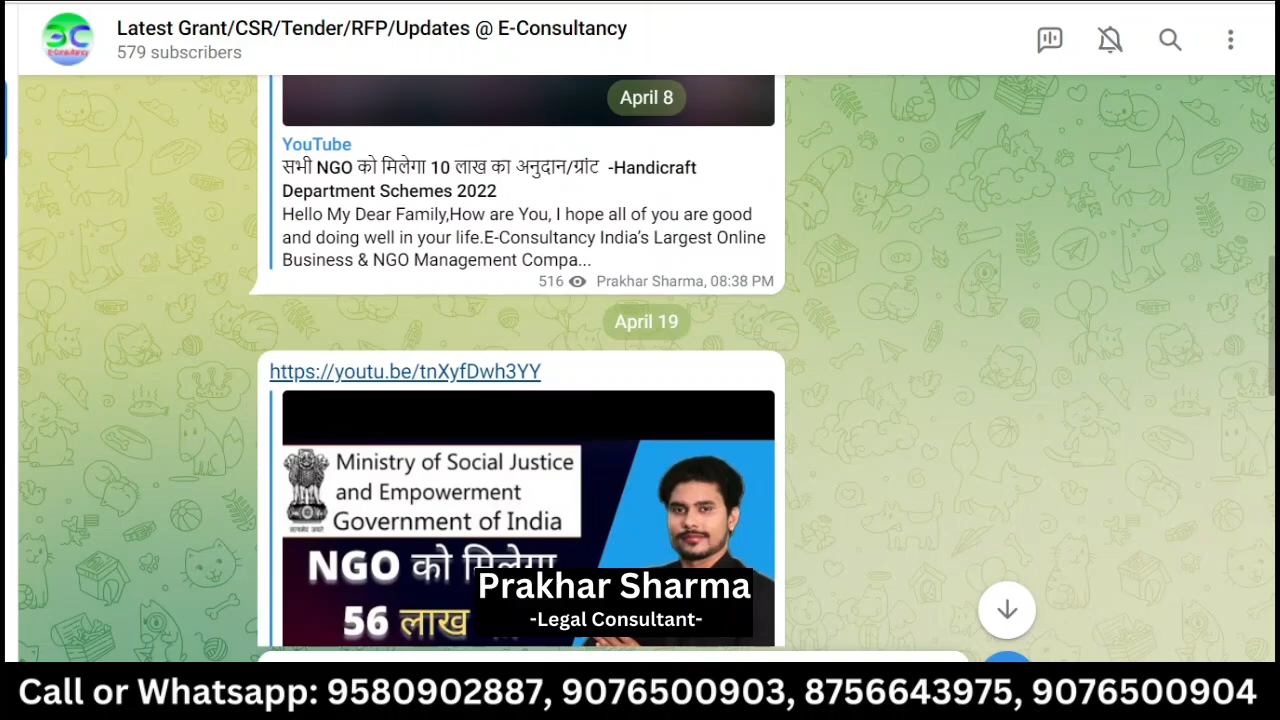 Latest Grant/CSR/Tender/RFP/Updates @ E-Consultancy
579 subscribers
April 8
YouTube
सभी NGO को मिलेगा 10 लाख का अनुदान/ग्रांट -Handicraft
Department Schemes 2022
Hello My Dear Family,How are You, I hope all of you are good
and doing well in your life.E-Consultancy India's Largest Online
Business & NGO Management Compa...
516 Prakhar Sharma, 08:38 PM
April 19
https://youtu.be/tnXyfDwh3YY
Ministry of Social Justice
and Empowerment
Government of India
सत्यमेव जयते
NGO को मिलेगा
56 लाख
Prakhar Sharma
-Legal Consultant-
Call or Whatsapp: 9580902887, 9076500903, 8756643975, 9076500904